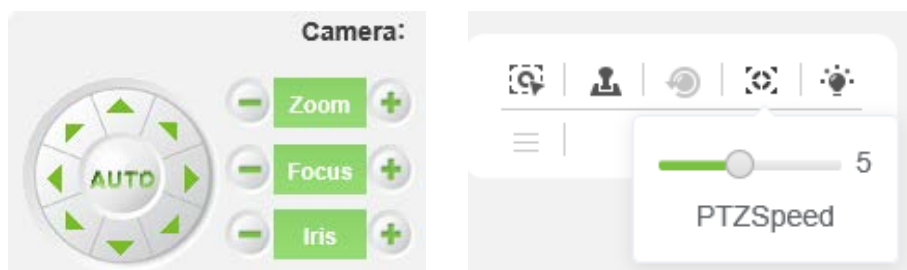 Camera:
Zoom
AUTO
Focus
Iris
5
PTZSpeed